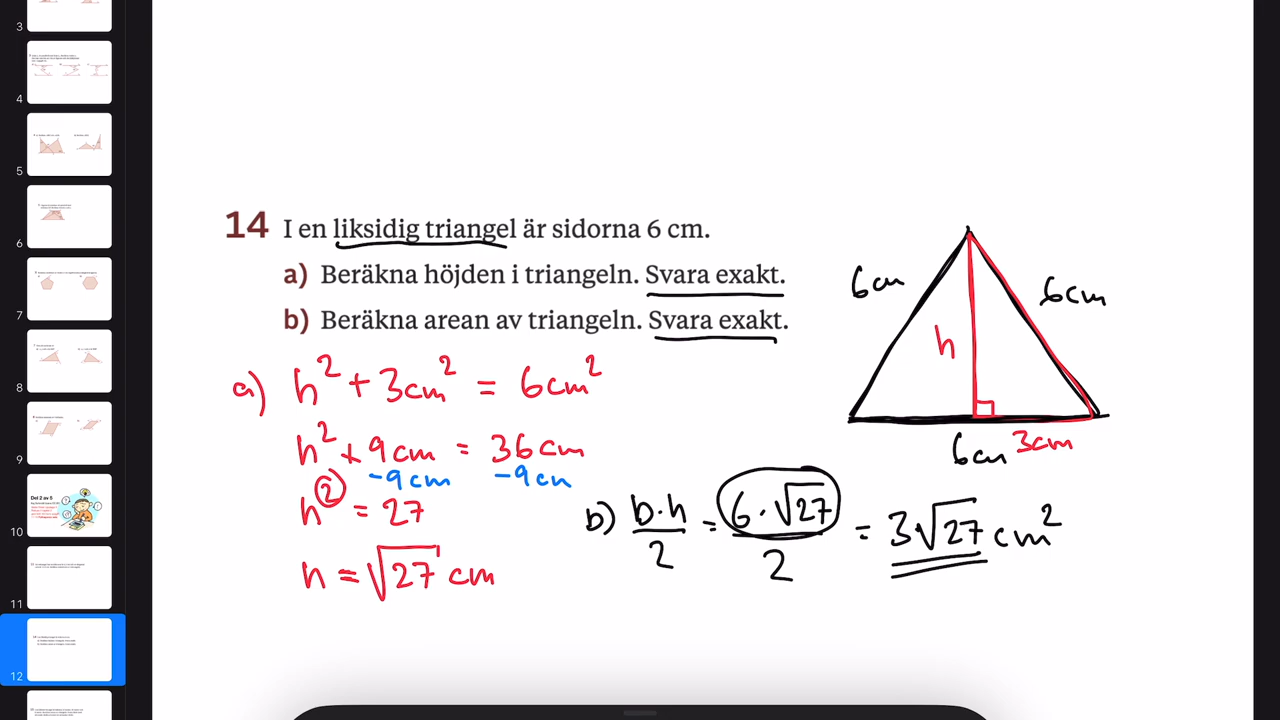 14 I en liksidig triangel är sidorna 6 cm.
a) Beräkna höjden i triangeln. Svara exakt.
b) Beräkna arean av triangeln. Svara exakt.
6cm
6cm
h
6cm 3cm
a) h² + 3cm² = 6cm²
h² + 9cm = 36cm
-9cm -9cm
h² = 27
h = √27 cm
b) b·h/2 = 6·√27/2 = 3√27 cm²
3
4
5
6
7
8
9
Del 2 av 5
10
11
12